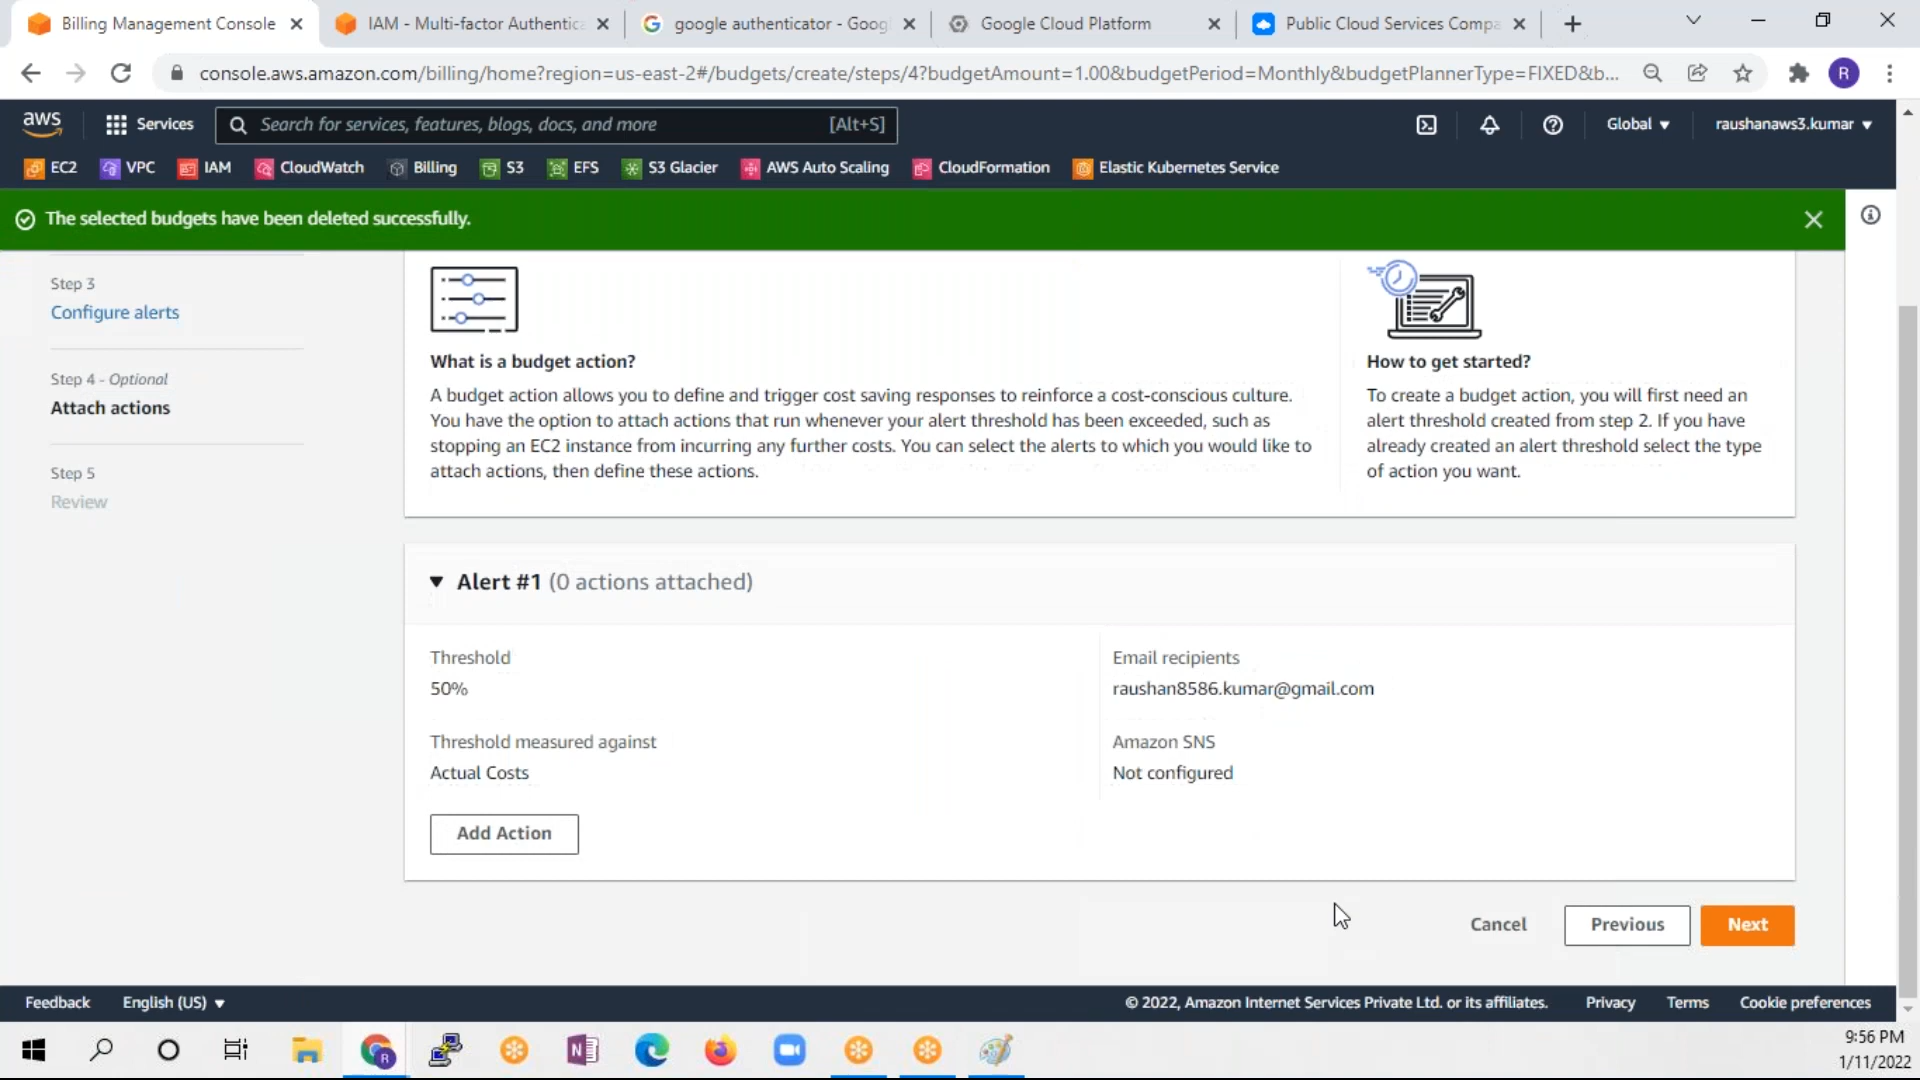 Billing Management Console
IAM - Multi-factor Authentica
google authenticator - Goog
Google Cloud Platform
Public Cloud Services Compa
console.aws.amazon.com/billing/home?region=us-east-2#/budgets/create/steps/4?budgetAmount=1.00&budgetPeriod=Monthly&budgetPlannerType=FIXED&b...
R
aws
Services
Search for services, features, blogs, docs, and more
[Alt+S]
Global
raushanaws3.kumar
EC2
VPC
IAM
CloudWatch
Billing
S3
EFS
S3 Glacier
AWS Auto Scaling
CloudFormation
Elastic Kubernetes Service
The selected budgets have been deleted successfully.
Step 3
Configure alerts
Step 4 - Optional
Attach actions
Step 5
Review
What is a budget action?
A budget action allows you to define and trigger cost saving responses to reinforce a cost-conscious culture.
You have the option to attach actions that run whenever your alert threshold has been exceeded, such as
stopping an EC2 instance from incurring any further costs. You can select the alerts to which you would like to
attach actions, then define these actions.
How to get started?
To create a budget action, you will first need an
alert threshold created from step 2. If you have
already created an alert threshold select the type
of action you want.
Alert #1 (0 actions attached)
Threshold
50%
Threshold measured against
Actual Costs
Email recipients
raushan8586.kumar@gmail.com
Amazon SNS
Not configured
Add Action
Cancel
Previous
Next
Feedback
English (US)
© 2022, Amazon Internet Services Private Ltd. or its affiliates.
Privacy
Terms
Cookie preferences
R
N
9:56 PM
1/11/2022